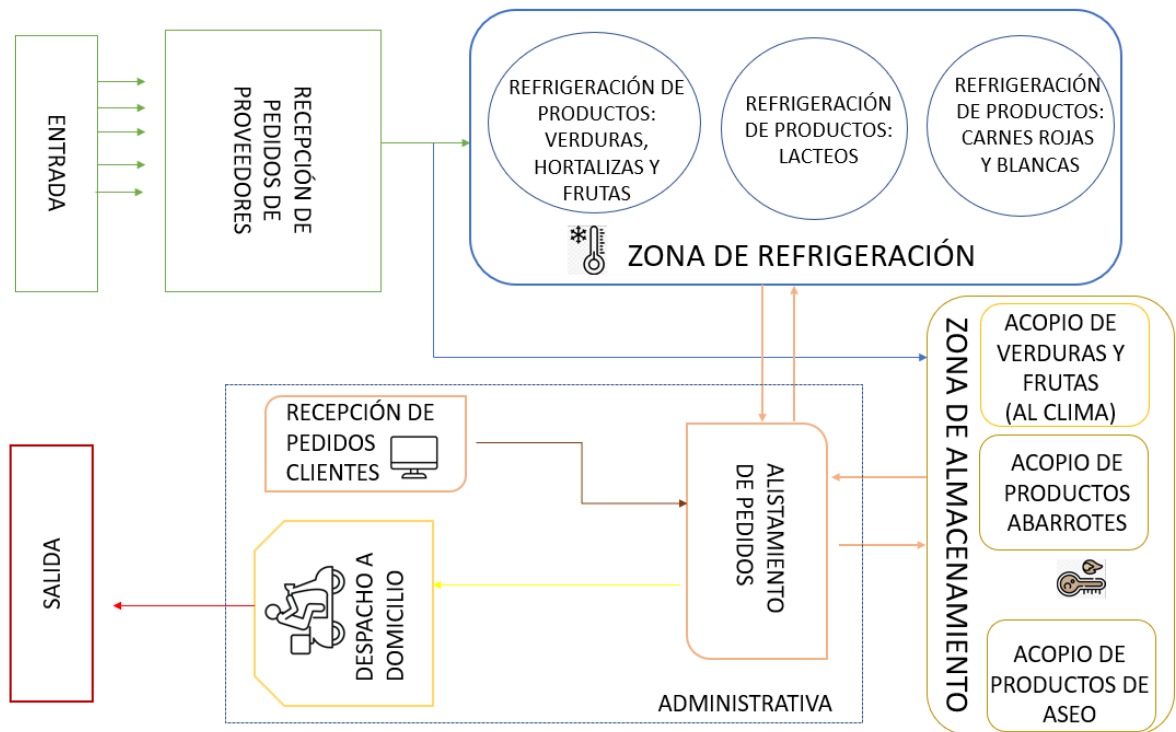 ENTRADA
RECEPCIÓN DE
PEDIDOS DE
PROVEEDORES
REFRIGERACIÓN DE
PRODUCTOS:
VERDURAS,
HORTALIZAS Y
FRUTAS
REFRIGERACIÓN
DE PRODUCTOS:
LACTEOS
REFRIGERACIÓN
DE PRODUCTOS:
CARNES ROJAS
Y BLANCAS
ZONA DE REFRIGERACIÓN
ZONA DE ALMACENAMIENTO
ACOPIO DE
VERDURAS Y
FRUTAS
(AL CLIMA)
ACOPIO DE
PRODUCTOS
ABARROTES
ACOPIO DE
PRODUCTOS DE
ASEO
RECEPCIÓN DE
PEDIDOS
CLIENTES
ALISTAMIENTO
DE PEDIDOS
DESPACHO A
DOMICILIO
ADMINISTRATIVA
SALIDA